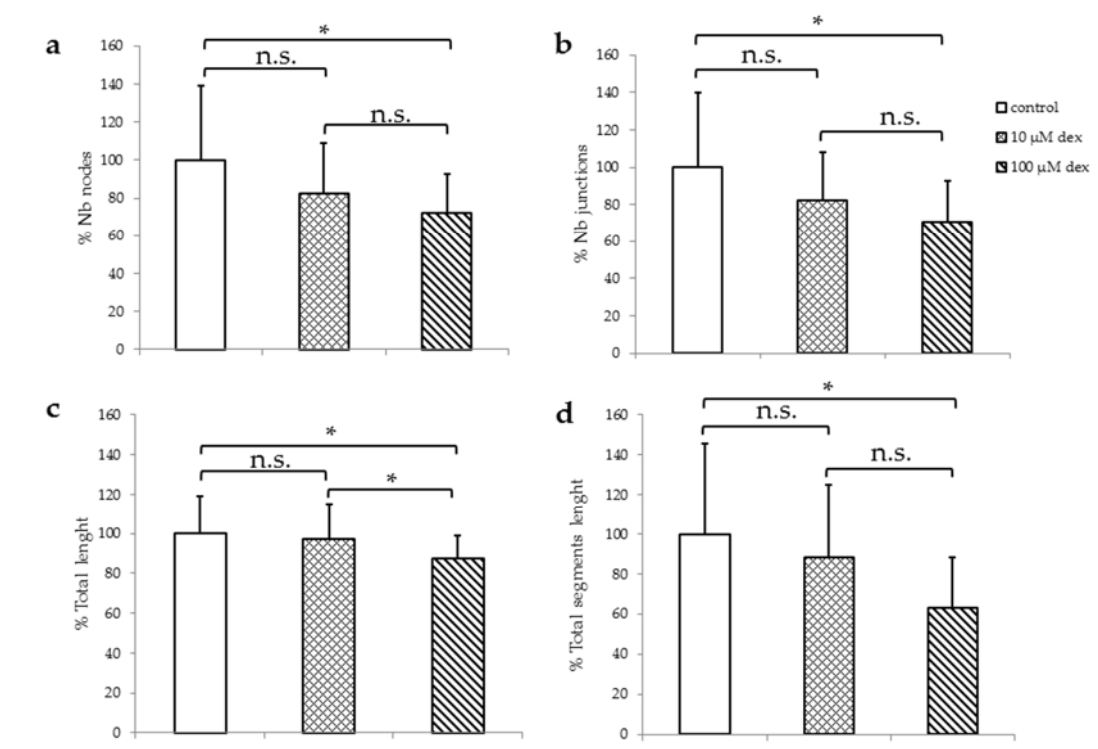 a
% Nb nodes
160
140
120
100
80
60
40
20
0
*
n.s.
n.s.
b
% Nb junctions
160
140
120
100
80
60
40
20
0
*
n.s.
n.s.
control
10 µM dex
100 µM dex
c
% Total lenght
160
140
120
100
80
60
40
20
0
*
n.s.
*
d
% Total segments lenght
160
140
120
100
80
60
40
20
0
*
n.s.
n.s.